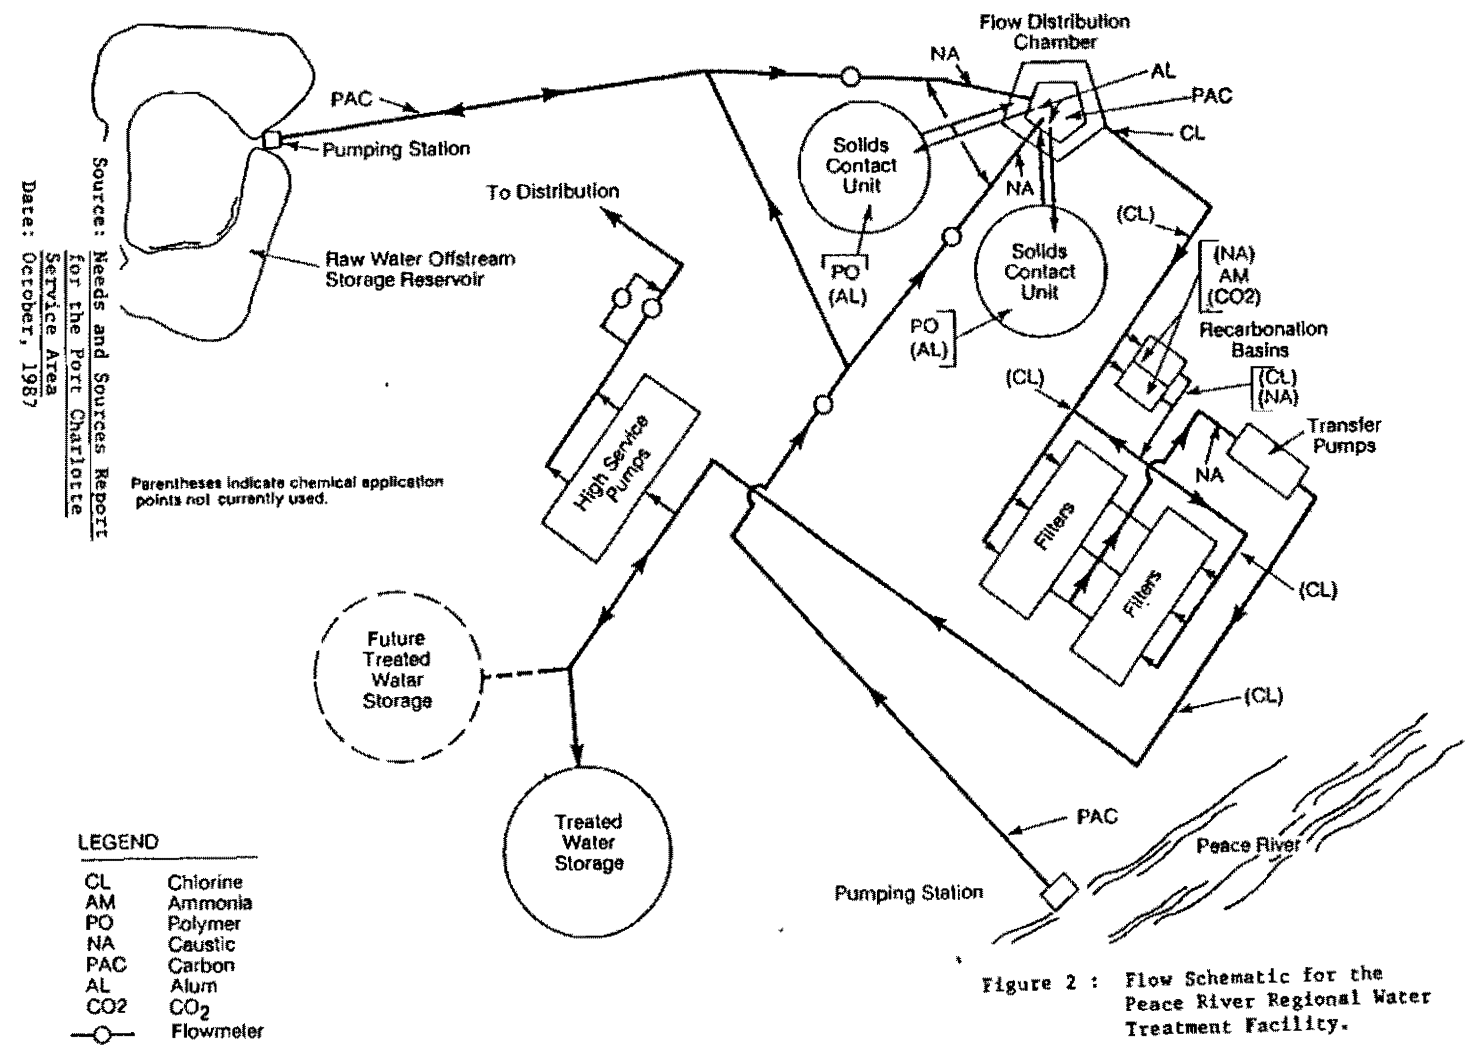 Flow Distribution
Chamber
NA
AL
PAC
CL
PAC
Pumping Station
Solids
Contact
Unit
NA
To Distribution
(CL)
Raw Water Offstream
Storage Reservoir
PO
(AL)
Solids
Contact
Unit
(NA)
AM
(CO2)
PO
(AL)
Recarbonation
Basins
(CL)
(CL)
(NA)
Transfer
Pumps
NA
High Service
Pumps
Parentheses indicate chemical application
points not currently used.
Filters
Filters
(CL)
(CL)
Future
Treated
Watar
Storage
Treated
Water
Storage
PAC
Peace River
Pumping Station
LEGEND
CL Chlorine
AM Ammonia
PO Polymer
NA Caustic
PAC Carbon
AL Alum
CO2 CO2
Flowmeter
Source: Needs and Sources Report
for the Port Charlotte
Service Area
Date: October, 1987
Figure 2 : Flow Schematic for the
Peace River Regional Water
Treatment Facility.